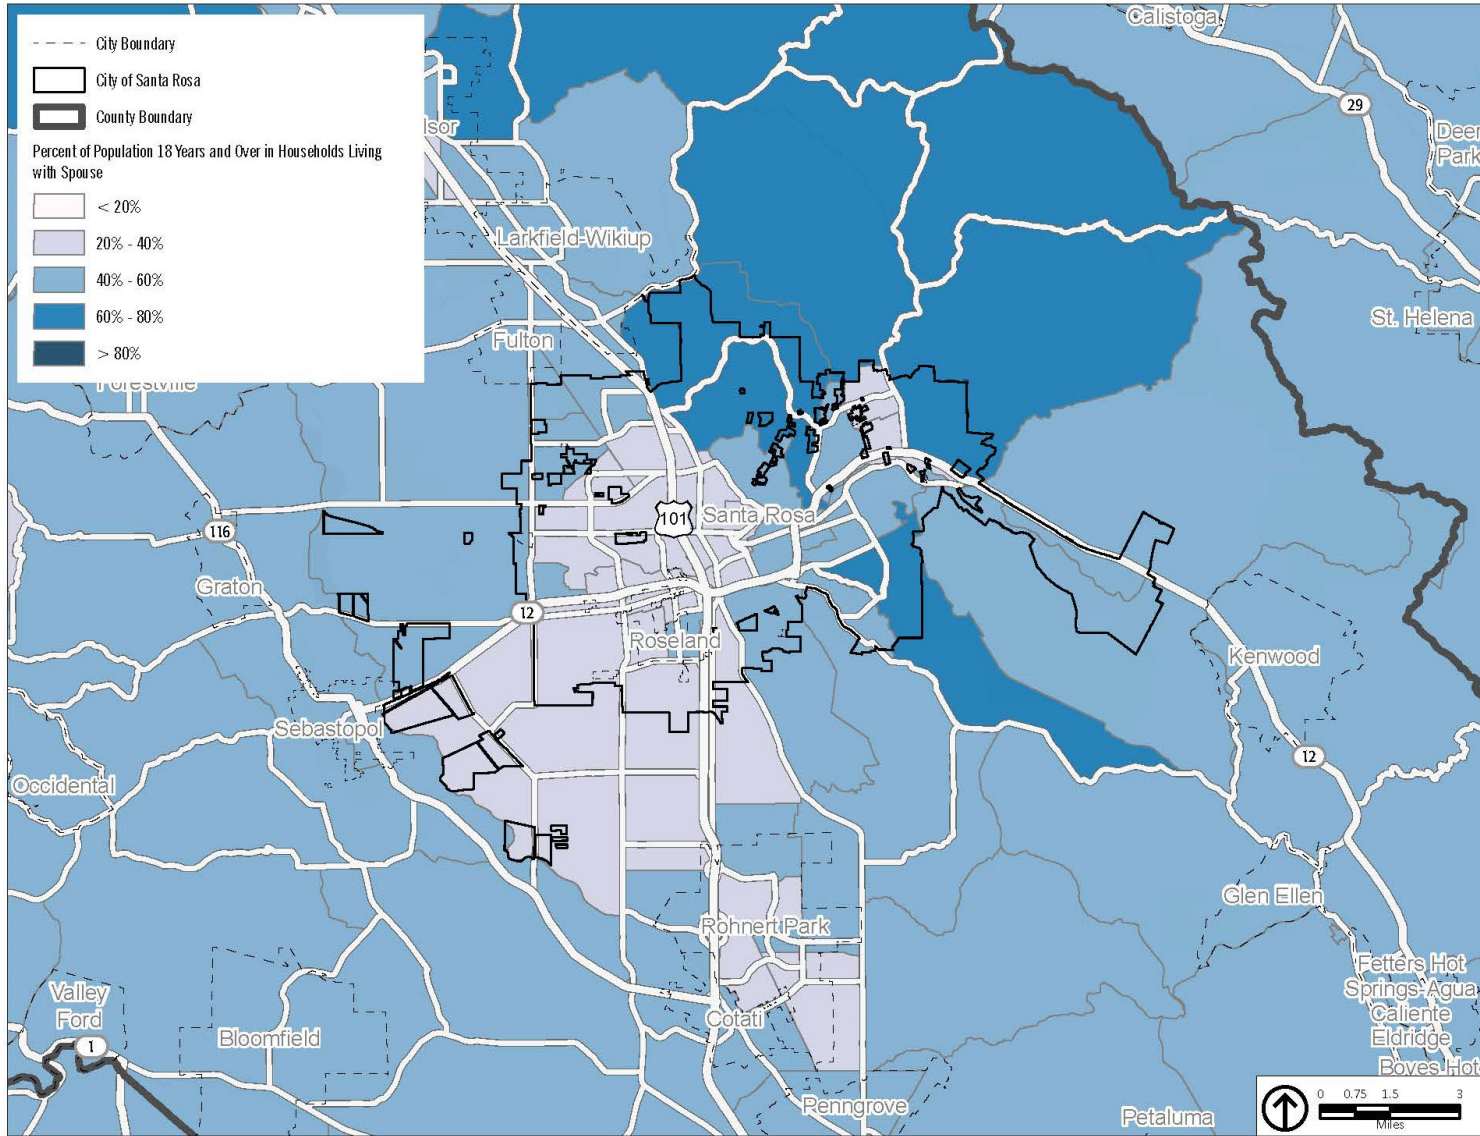 City Boundary
City of Santa Rosa
County Boundary
Percent of Population 18 Years and Over in Households Living
with Spouse
< 20%
20% - 40%
40% - 60%
60% - 80%
> 80%
Calistoga
29
Deer
Park
lsor
Larkfield-Wikiup
St. Helena
Fulton
Forestville
116
101
Santa Rosa
Graton
12
Roseland
Kenwood
Sebastopol
12
Occidental
Glen Ellen
Rohnert Park
Fetters Hot
Springs-Agua
Caliente
Eldridge
Boyes Hot
Valley
Ford
1
Bloomfield
Cotati
Renngrove
Petaluma
0 0.75 1.5 3
Miles